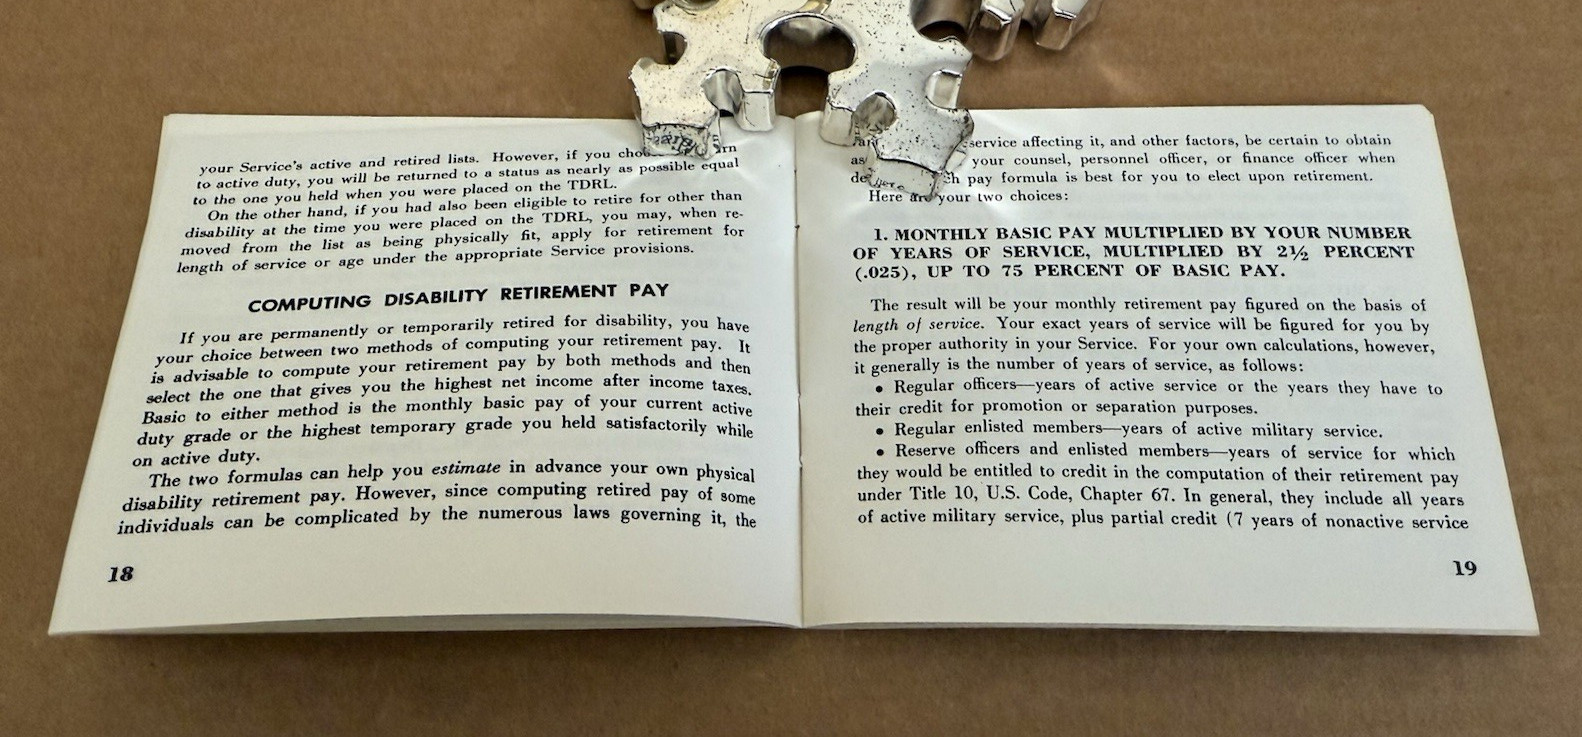 your Service's active and retired lists. However, if you
to active duty, you will be returned to a status as nearly as possible equal
to the one you held when you were placed on the TDRL.
On the other hand, if you had also been eligible to retire for other than
disability at the time you were placed on the TDRL, you may, when re-
moved from the list as being physically fit, apply for retirement for
length of service or age under the appropriate Service provisions.
COMPUTING DISABILITY RETIREMENT PAY
If you are permanently or temporarily retired for disability, you have
your choice between two methods of computing your retirement pay. It
is advisable to compute your retirement pay by both methods and then
select the one that gives you the highest net income after income taxes.
Basic to either method is the monthly basic pay of your current active
duty grade or the highest temporary grade you held satisfactorily while
on active duty.
The two formulas can help you estimate in advance your own physical
disability retirement pay. However, since computing retired pay of some
individuals can be complicated by the numerous laws governing it, the
18
service affecting it, and other factors, be certain to obtain
your counsel, personnel officer, or finance officer when
pay formula is best for you to elect upon retirement.
Here are your two choices:
1. MONTHLY BASIC PAY MULTIPLIED BY YOUR NUMBER
OF YEARS OF SERVICE, MULTIPLIED BY 2½ PERCENT
(.025), UP TO 75 PERCENT OF BASIC PAY.
The result will be your monthly retirement pay figured on the basis of
length of service. Your exact years of service will be figured for you by
the proper authority in your Service. For your own calculations, however,
it generally is the number of years of service, as follows:
• Regular officers—years of active service or the years they have to
their credit for promotion or separation purposes.
• Regular enlisted members—years of active military service.
• Reserve officers and enlisted members—years of service for which
they would be entitled to credit in the computation of their retirement pay
under Title 10, U.S. Code, Chapter 67. In general, they include all years
of active military service, plus partial credit (7 years of nonactive service
19